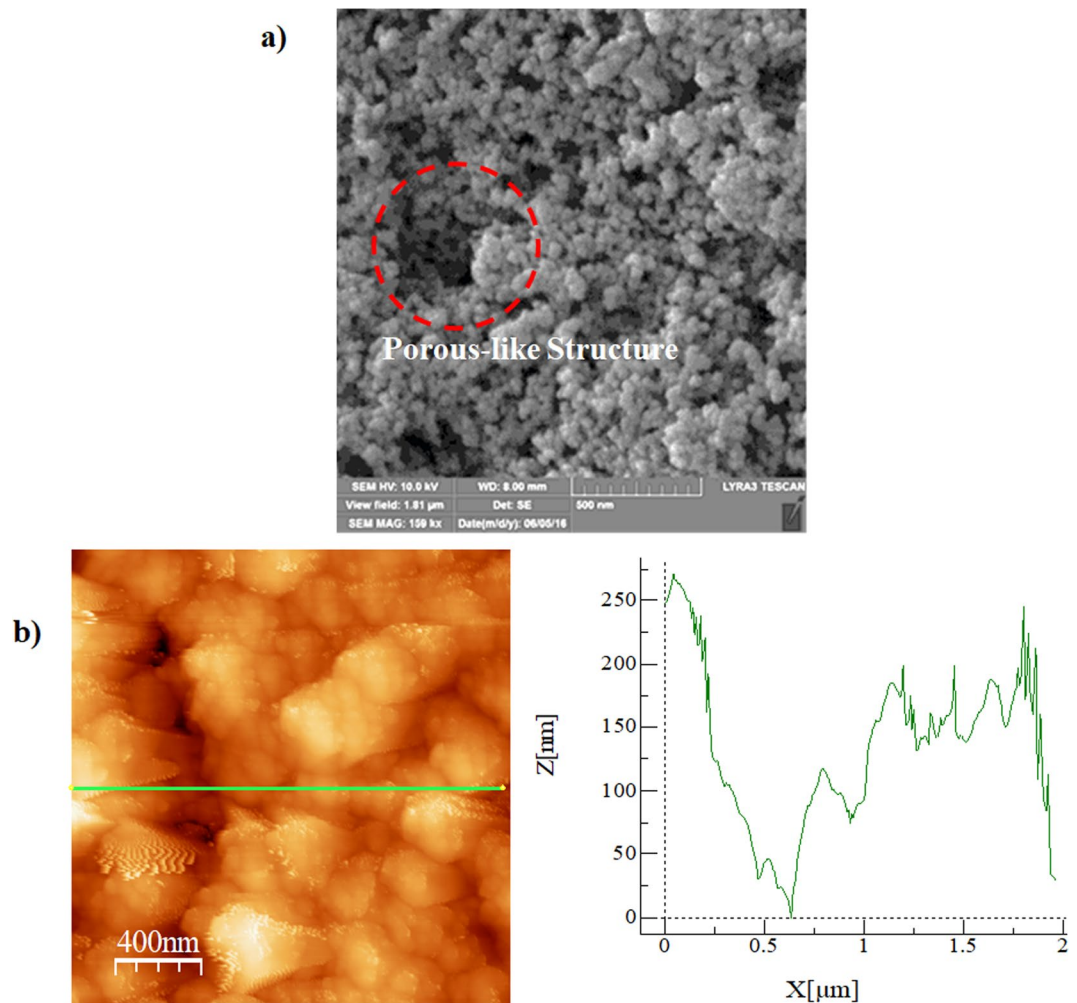 a)
Porous-like Structure
SEM HV: 10.0 kV WD: 8.00 mm LYRA3 TESCAN
View field: 1.81 µm Det: SE 500 nm
SEM MAG: 159 kx Date(m/d/y): 06/05/16
b)
400nm
Z[nm]
250
200
150
100
50
0
0 0.5 1 1.5 2
X[µm]